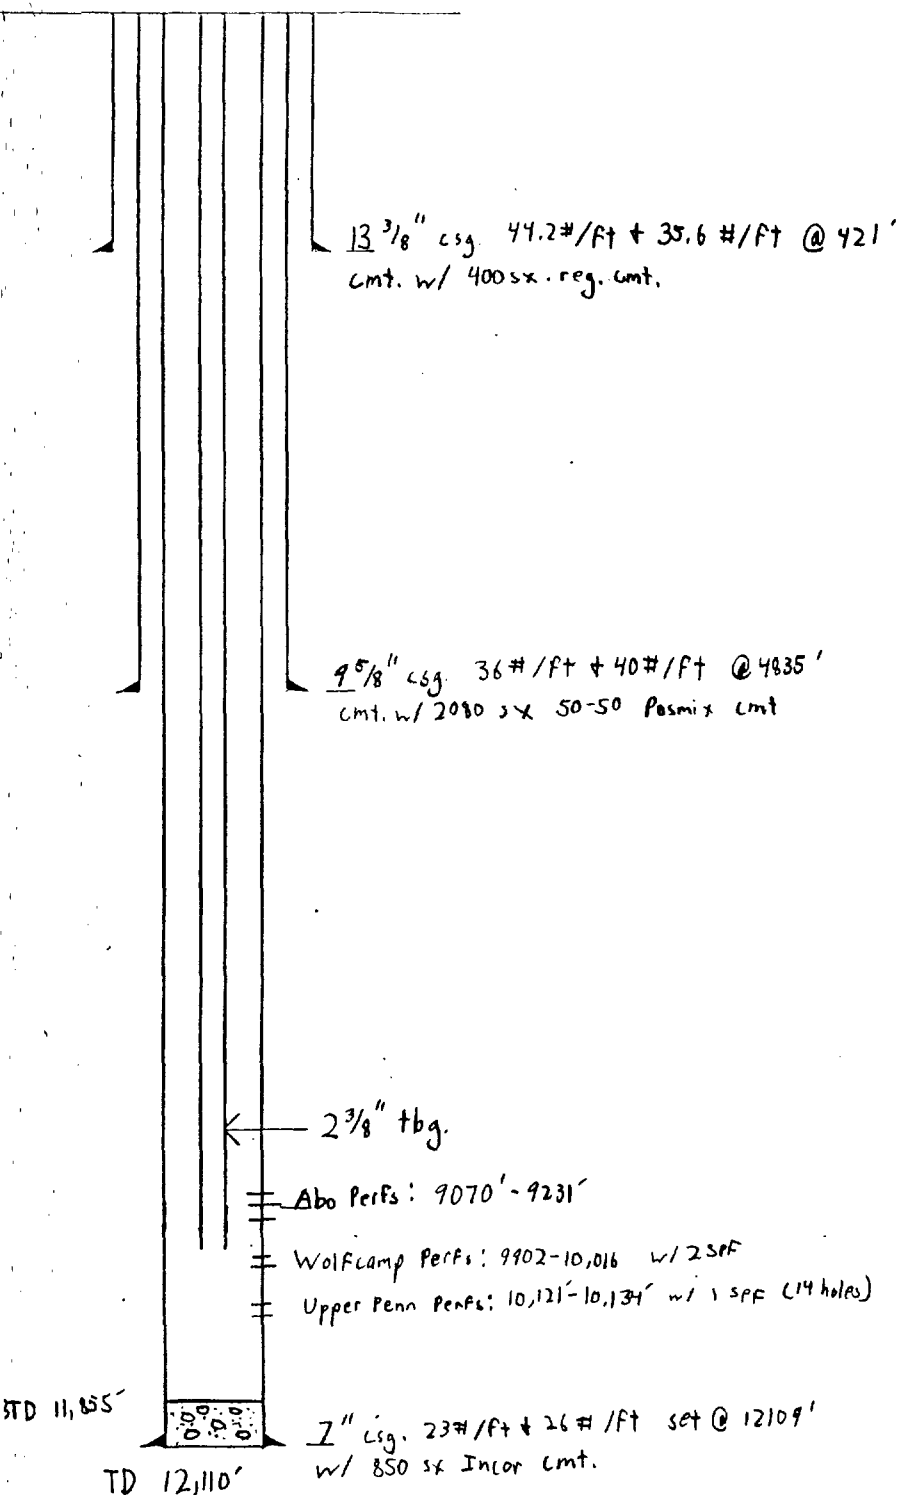 13 3/8" csg. 44.2#/ft + 35.6 #/ft @ 421'
cmt. w/ 400 sx. reg. cmt.
9 5/8" csg. 36#/ft + 40#/ft @ 4835'
cmt. w/ 2080 sx 50-50 Posmix cmt
2 3/8" tbg.
Abo Perfs: 9070'-9231'
Wolfcamp Perfs: 9902-10,016 w/ 2 SPF
Upper Penn Perfs: 10,121'-10,134' w/ 1 SPF (14 holes)
BTD 11,855'
7" csg. 23#/ft + 26#/ft set @ 12109'
w/ 850 sx Incor cmt.
TD 12,110'